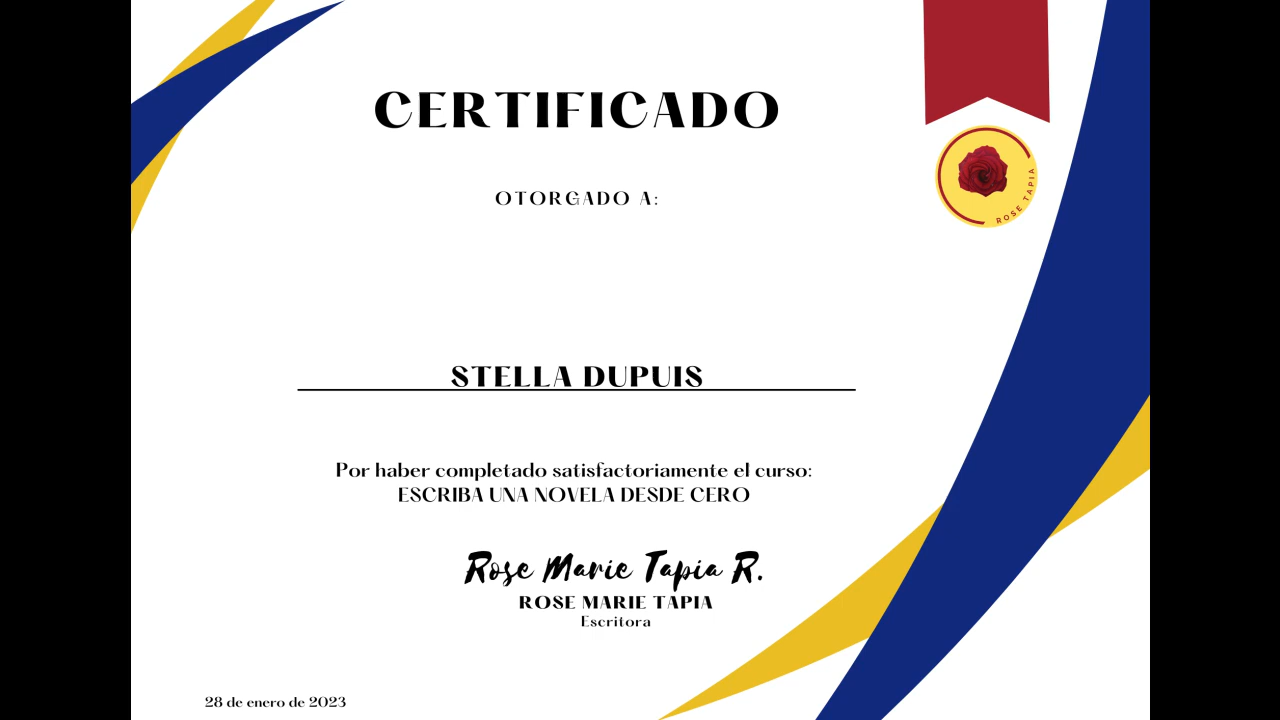 CERTIFICADO
OTORGADO A:
ROSE TAPIA
STELLA DUPUIS
Por haber completado satisfactoriamente el curso:
ESCRIBA UNA NOVELA DESDE CERO
Rose Marie Tapia R.
ROSE MARIE TAPIA
Escritora
28 de enero de 2023